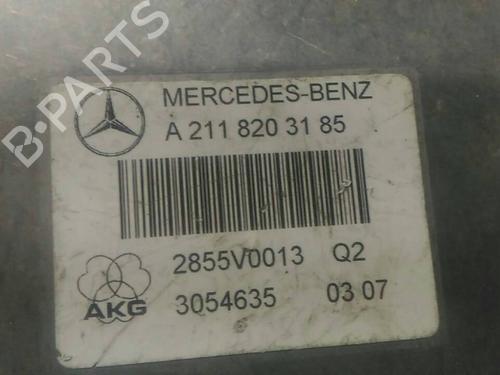 B-PARTS
MERCEDES-BENZ
A 211 820 31 85
2855V0013 Q2
AKG
3054635 03 07